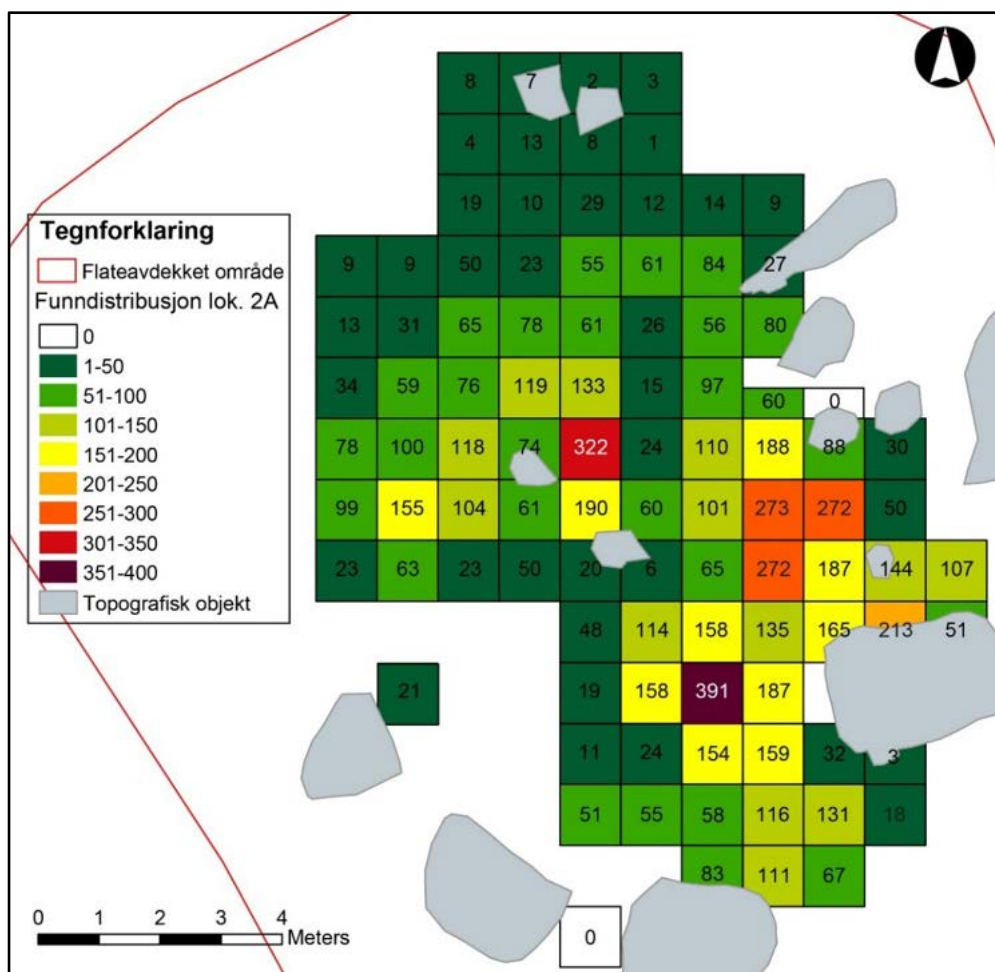 8 7 2 3
4 13 8 1
19 10 29 12 14 9
Tegnforklaring
Flateavdekket område
Funndistribusjon lok. 2A
0
1-50
51-100
101-150
151-200
201-250
251-300
301-350
351-400
Topografisk objekt
9 9 50 23 55 61 84 27
13 31 65 78 61 26 56 80
34 59 76 119 133 15 97
60 0
78 100 118 74 322 24 110 188 88 30
99 155 104 61 190 60 101 273 272 50
23 63 23 50 20 6 65 272 187 144 107
48 114 158 135 165 213 51
21 19 158 391 187
11 24 154 159 32 3
51 55 58 116 131 18
83 111 67
0
0 1 2 3 4
Meters